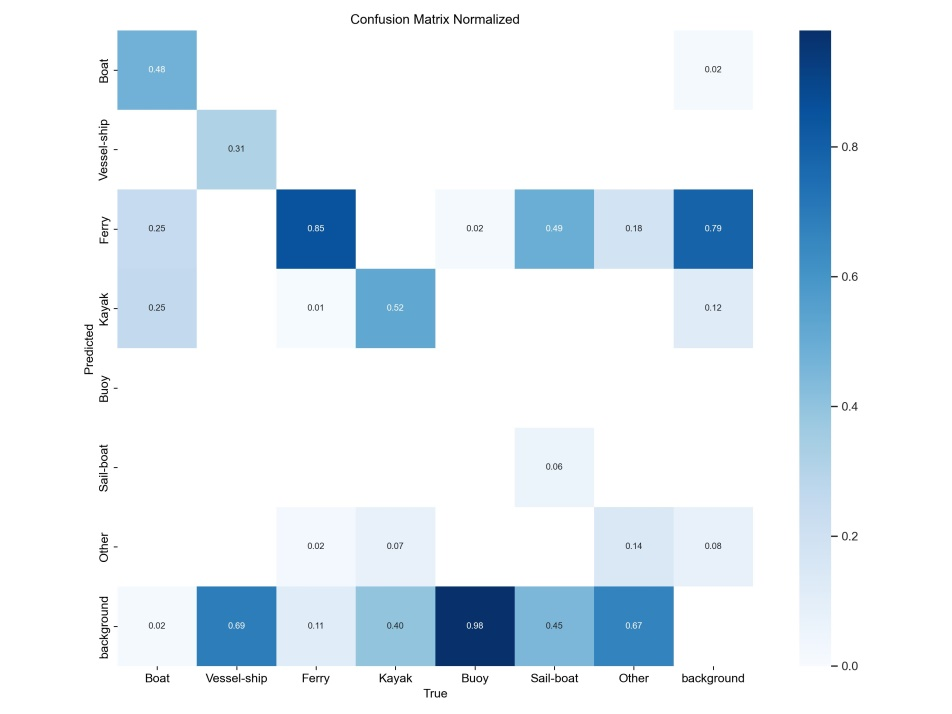 Confusion Matrix Normalized
Boat
0.48
0.02
Vessel-ship
0.31
0.8
Ferry
0.25
0.85
0.02
0.49
0.18
0.79
0.6
Kayak
0.25
0.01
0.52
0.12
Predicted
Buoy
0.4
Sail-boat
0.06
0.2
Other
0.02
0.07
0.14
0.08
background
0.02
0.69
0.11
0.40
0.98
0.45
0.67
0.0
Boat
Vessel-ship
Ferry
Kayak
Buoy
Sail-boat
Other
background
True